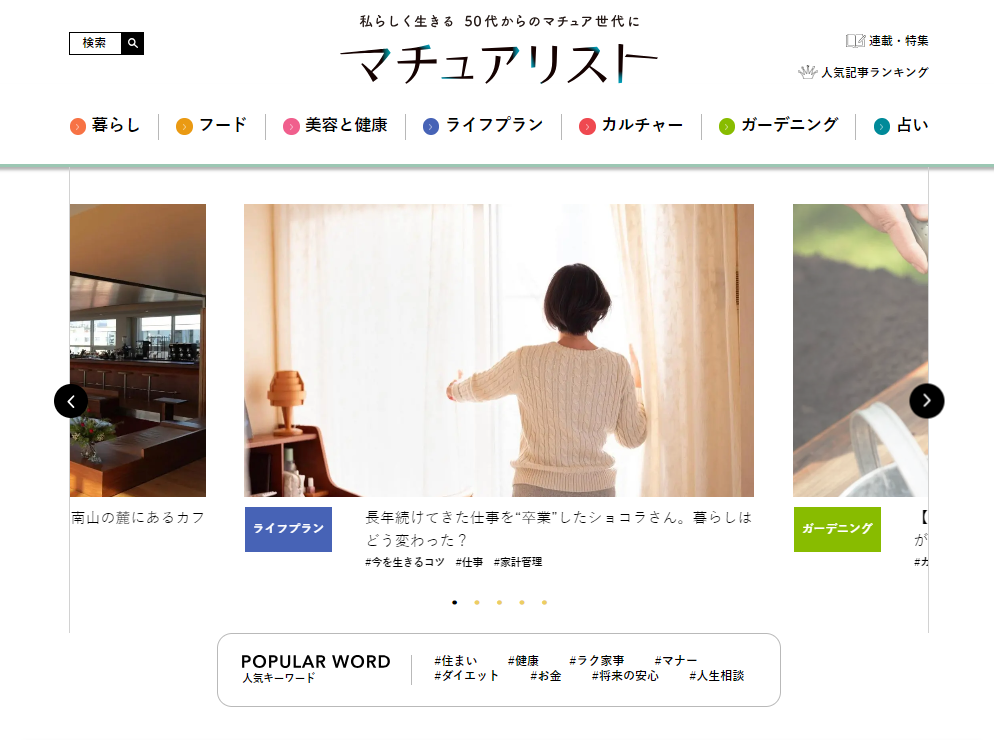 私らしく生きる 50代からのマチュア世代に
検索
マチュアリスト
連載・特集
人気記事ランキング
暮らし
フード
美容と健康
ライフプラン
カルチャー
ガーデニング
占い
南山の麓にあるカフ
ライフプラン
長年続けてきた仕事を“卒業”したショコラさん。暮らしは
どう変わった？
#今を生きるコツ #仕事 #家計管理
ガーデニング
【
が
#カ
POPULAR WORD
人気キーワード
#住まい #健康 #ラク家事 #マナー
#ダイエット #お金 #将来の安心 #人生相談